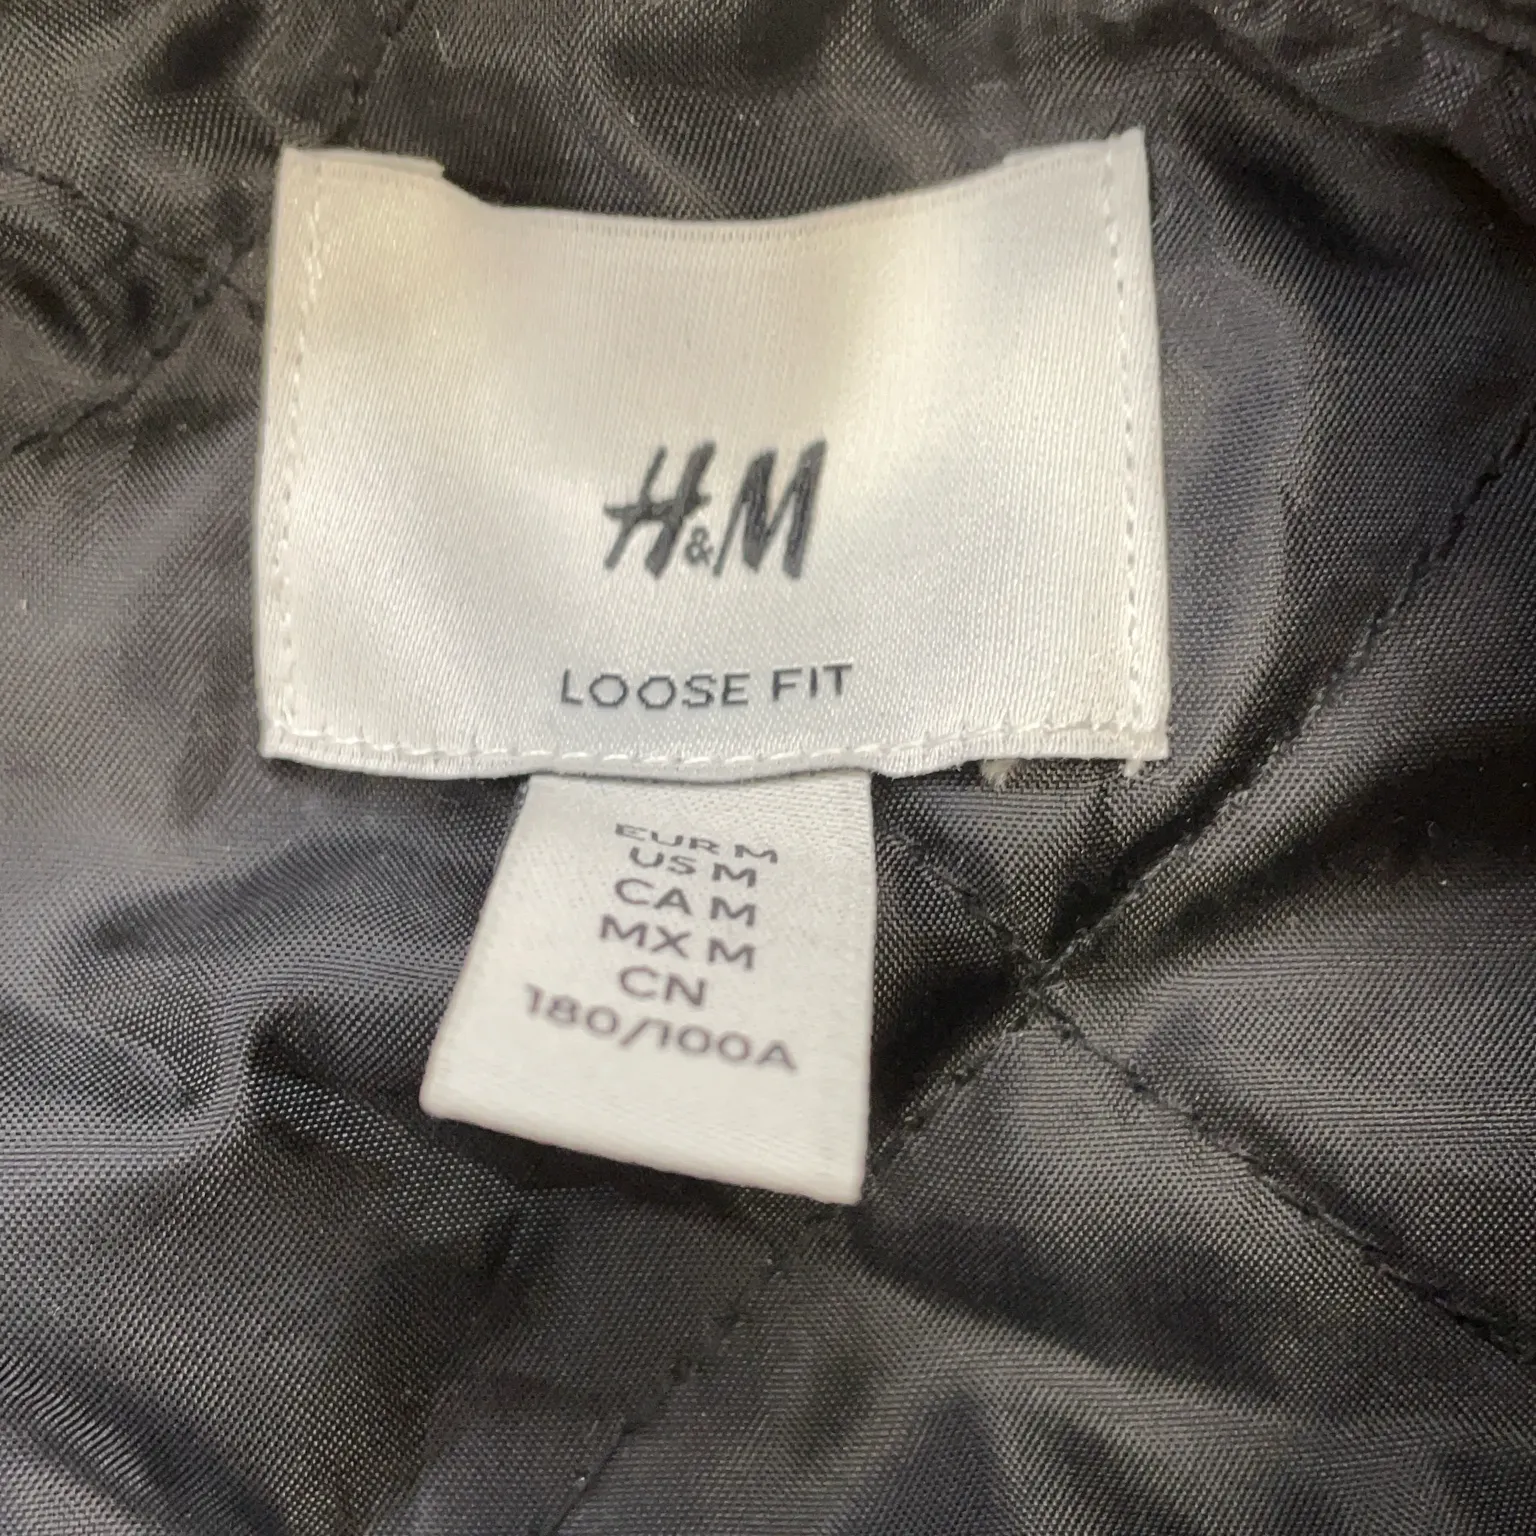 H&M
LOOSE FIT
EUR M
US M
CA M
MX M
CN
180/100A